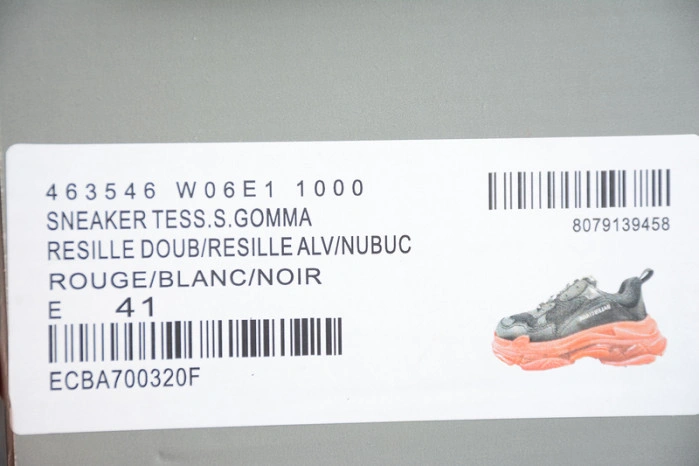 463546 W06E1 1000
SNEAKER TESS.S.GOMMA
RESILLE DOUB/RESILLE ALV/NUBUC
ROUGE/BLANC/NOIR
E 41
ECBA700320F
8079139458